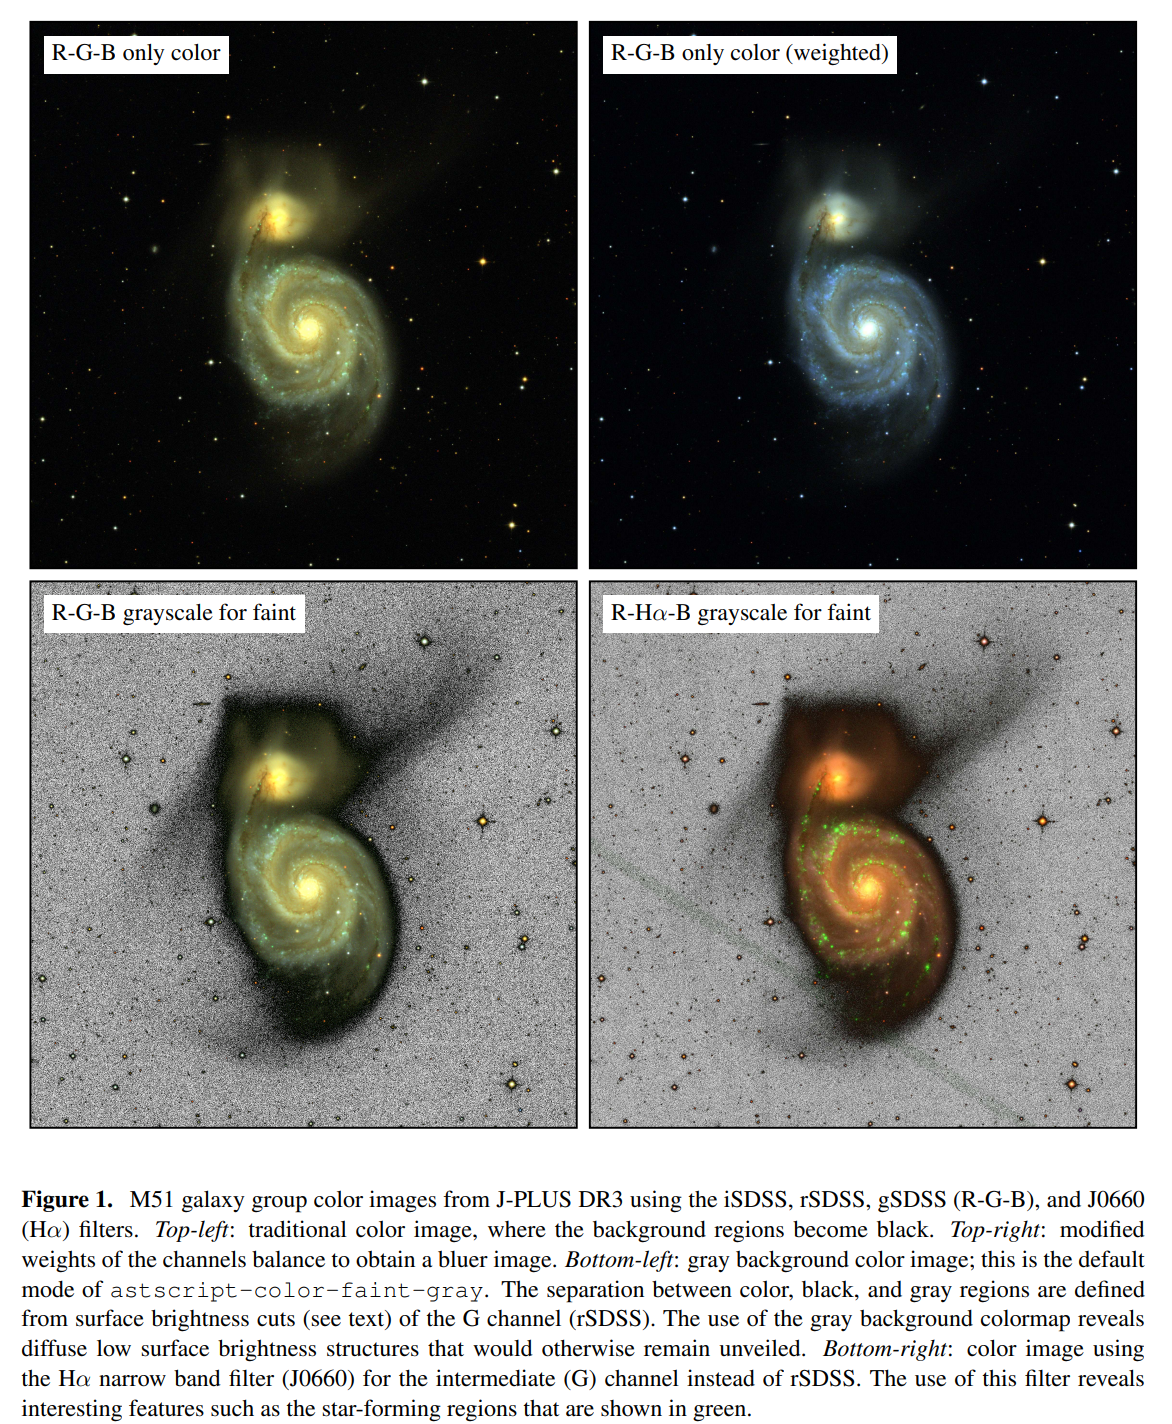 R-G-B only color
R-G-B only color (weighted)
R-G-B grayscale for faint
R-Hα-B grayscale for faint
Figure 1. M51 galaxy group color images from J-PLUS DR3 using the iSDSS, rSDSS, gSDSS (R-G-B), and J0660
(Hα) filters. Top-left: traditional color image, where the background regions become black. Top-right: modified
weights of the channels balance to obtain a bluer image. Bottom-left: gray background color image; this is the default
mode of astscript-color-faint-gray. The separation between color, black, and gray regions are defined
from surface brightness cuts (see text) of the G channel (rSDSS). The use of the gray background colormap reveals
diffuse low surface brightness structures that would otherwise remain unveiled. Bottom-right: color image using
the Hα narrow band filter (J0660) for the intermediate (G) channel instead of rSDSS. The use of this filter reveals
interesting features such as the star-forming regions that are shown in green.